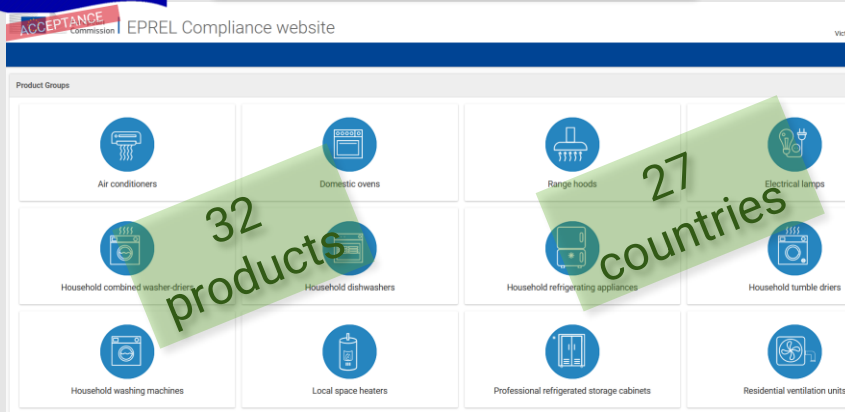 ACCEPTANCE
Commission
EPREL Compliance website
Product Groups
Air conditioners
Domestic ovens
Range hoods
Electrical lamps
32
products
27
countries
Household combined washer-driers
Household dishwashers
Household refrigerating appliances
Household tumble driers
Household washing machines
Local space heaters
Professional refrigerated storage cabinets
Residential ventilation units